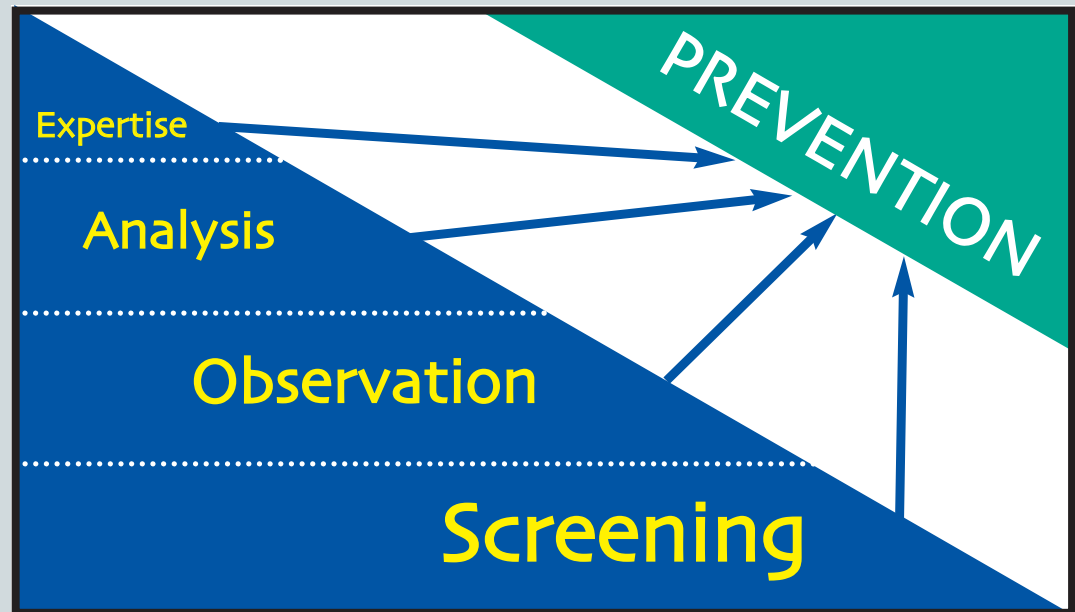 PREVENTION
Expertise
Analysis
Observation
Screening